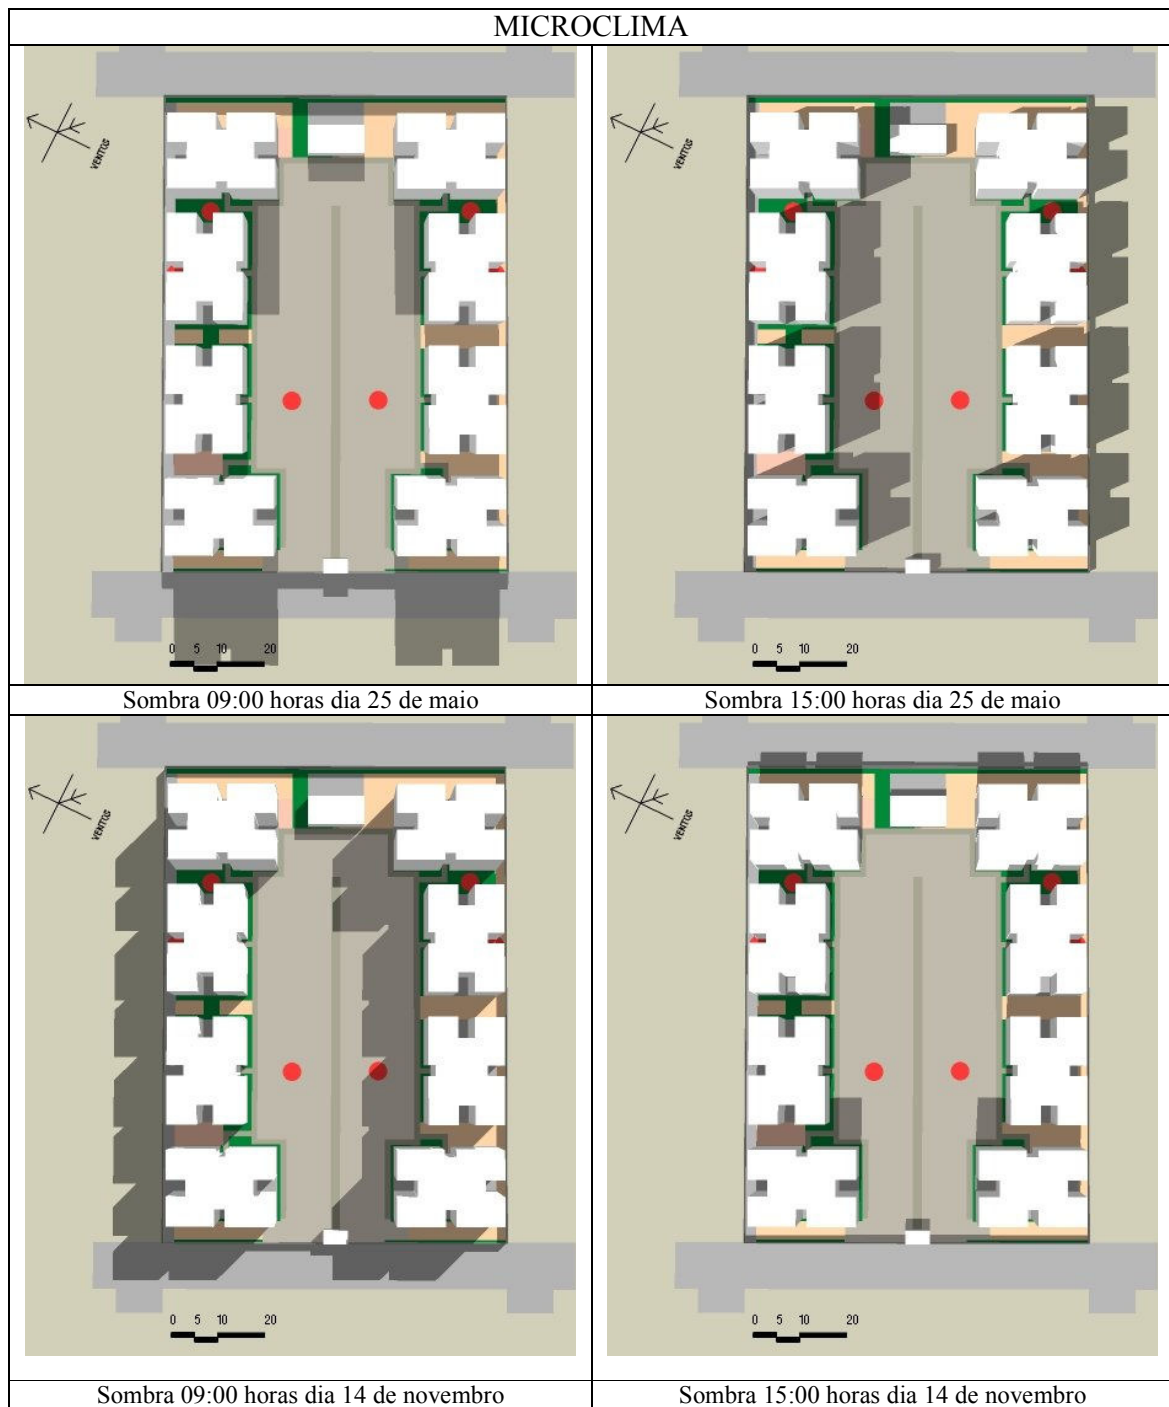 MICROCLIMA
VENTOS
0 5 10 20
VENTOS
0 5 10 20
Sombra 09:00 horas dia 25 de maio
Sombra 15:00 horas dia 25 de maio
VENTOS
0 5 10 20
VENTOS
0 5 10 20
Sombra 09:00 horas dia 14 de novembro
Sombra 15:00 horas dia 14 de novembro